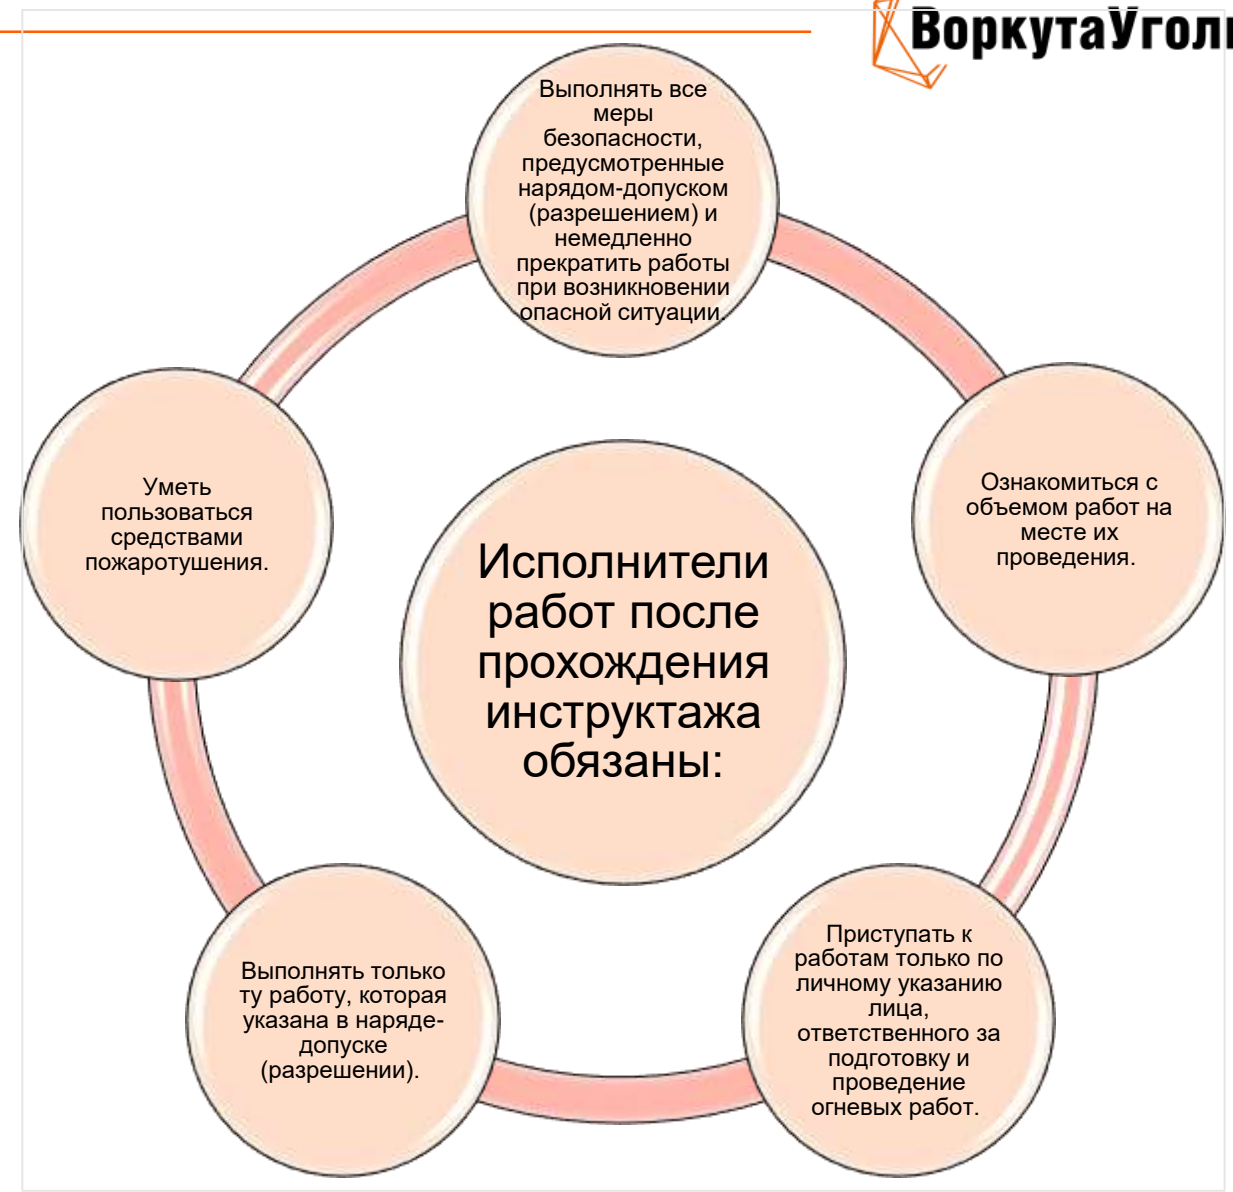 ВоркутаУголь
Выполнять все
меры
безопасности,
предусмотренные
нарядом-допуском
(разрешением) и
немедленно
прекратить работы
при возникновении
опасной ситуации.
Ознакомиться с
объемом работ на
месте их
проведения.
Приступать к
работам только по
личному указанию
лица,
ответственного за
подготовку и
проведение
огневых работ.
Выполнять только
ту работу, которая
указана в наряде-
допуске
(разрешении).
Уметь
пользоваться
средствами
пожаротушения.
Исполнители
работ после
прохождения
инструктажа
обязаны: